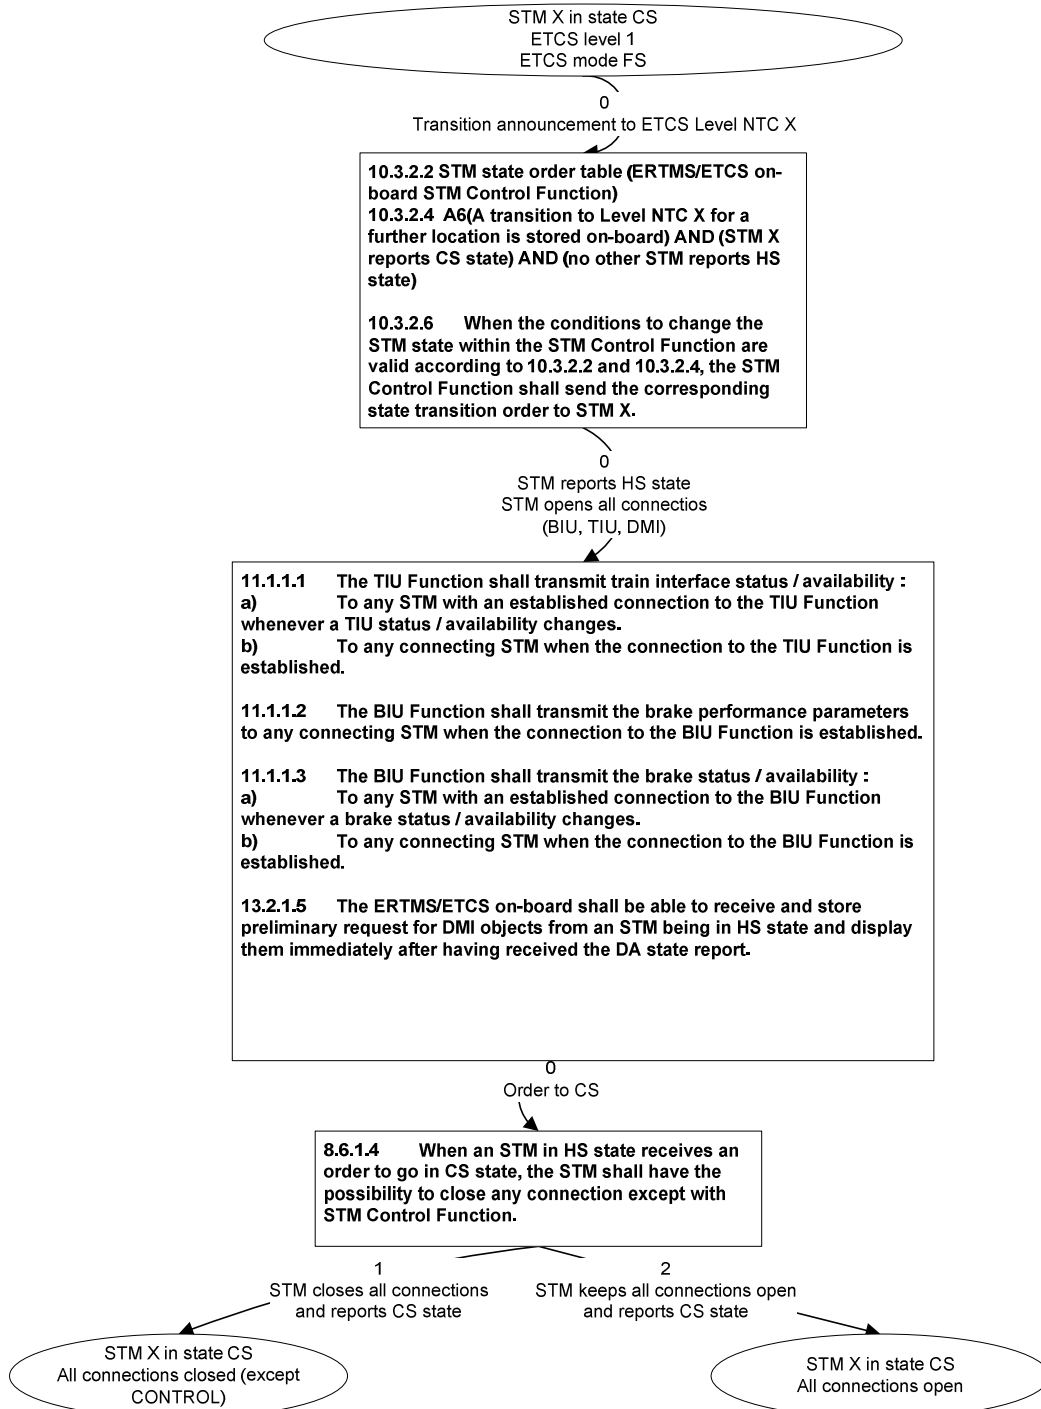 STM X in state CS
ETCS level 1
ETCS mode FS
0
Transition announcement to ETCS Level NTC X
10.3.2.2 STM state order table (ERTMS/ETCS on-
board STM Control Function)
10.3.2.4 A6(A transition to Level NTC X for a
further location is stored on-board) AND (STM X
reports CS state) AND (no other STM reports HS
state)
10.3.2.6 When the conditions to change the
STM state within the STM Control Function are
valid according to 10.3.2.2 and 10.3.2.4, the STM
Control Function shall send the corresponding
state transition order to STM X.
0
STM reports HS state
STM opens all connectios
(BIU, TIU, DMI)
11.1.1.1 The TIU Function shall transmit train interface status / availability :
a) To any STM with an established connection to the TIU Function
whenever a TIU status / availability changes.
b) To any connecting STM when the connection to the TIU Function is
established.
11.1.1.2 The BIU Function shall transmit the brake performance parameters
to any connecting STM when the connection to the BIU Function is established.
11.1.1.3 The BIU Function shall transmit the brake status / availability :
a) To any STM with an established connection to the BIU Function
whenever a brake status / availability changes.
b) To any connecting STM when the connection to the BIU Function is
established.
13.2.1.5 The ERTMS/ETCS on-board shall be able to receive and store
preliminary request for DMI objects from an STM being in HS state and display
them immediately after having received the DA state report.
0
Order to CS
8.6.1.4 When an STM in HS state receives an
order to go in CS state, the STM shall have the
possibility to close any connection except with
STM Control Function.
1
STM closes all connections
and reports CS state
2
STM keeps all connections open
and reports CS state
STM X in state CS
All connections closed (except
CONTROL)
STM X in state CS
All connections open